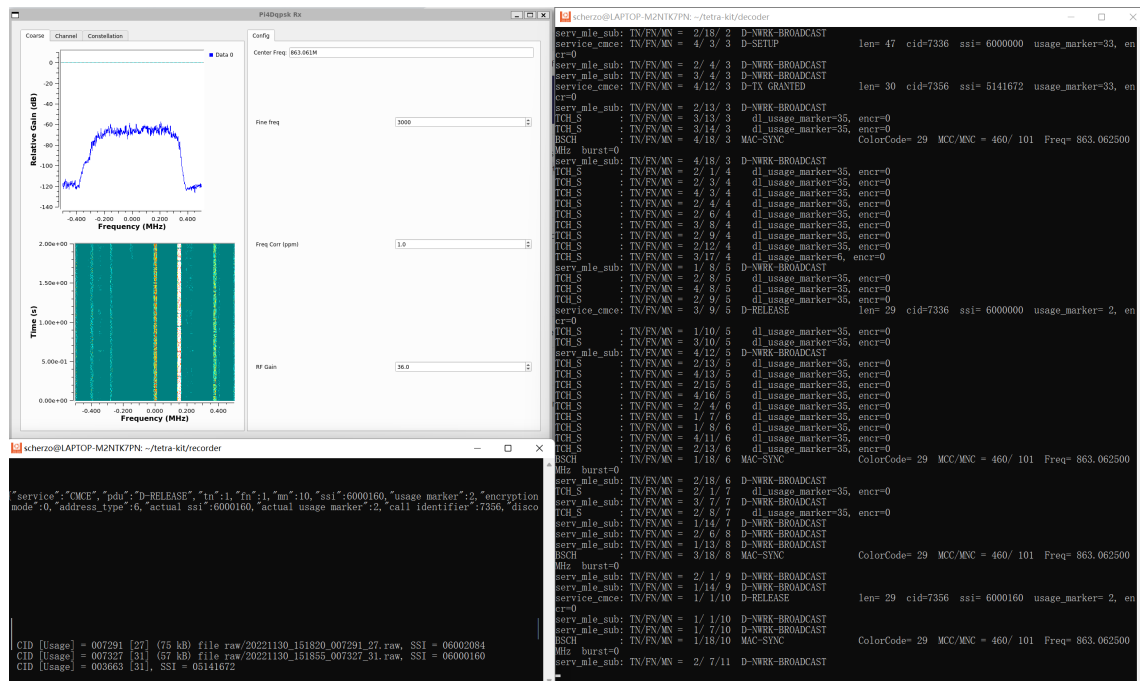 Pi4Dqpsk Rx
Coarse Channel Constellation
Data 0
0
-20
-40
-60
-80
-100
-120
-140
Relative Gain (dB)
-0.400 -0.200 0.000 0.200 0.400
Frequency (MHz)
2.00e+00
1.50e+00
1.00e+00
5.00e-01
0.00e+00
Time (s)
-0.400 -0.200 0.000 0.200 0.400
Frequency (MHz)
Config
Center Freq: 863.061M
Fine freq 3000
Freq Corr (ppm) 1.0
RF Gain 36.0
scherzo@LAPTOP-M2NTK7PN: ~/tetra-kit/recorder
{"service":"CMCE","pdu":"D-RELEASE","tn":1,"fn":1,"mn":10,"ssi":6000160,"usage marker":2,"encryption
mode":0,"address_type":6,"actual ssi":6000160,"actual usage marker":2,"call identifier":7356,"disco
CID [Usage] = 007291 [27] (75 kB) file raw/20221130_151820_007291_27.raw, SSI = 06002084
CID [Usage] = 007327 [31] (57 kB) file raw/20221130_151855_007327_31.raw, SSI = 06000160
CID [Usage] = 003663 [31], SSI = 05141672
scherzo@LAPTOP-M2NTK7PN: ~/tetra-kit/decoder
serv_mle_sub: TN/FN/MN = 2/18/ 2 D-NWRK-BROADCAST
service_cmce: TN/FN/MN = 4/ 3/ 3 D-SETUP len= 47 cid=7336 ssi= 6000000 usage_marker=33, en
cr=0
serv_mle_sub: TN/FN/MN = 2/ 4/ 3 D-NWRK-BROADCAST
serv_mle_sub: TN/FN/MN = 3/ 4/ 3 D-NWRK-BROADCAST
service_cmce: TN/FN/MN = 4/12/ 3 D-TX GRANTED len= 30 cid=7356 ssi= 5141672 usage_marker=33, en
cr=0
serv_mle_sub: TN/FN/MN = 2/13/ 3 D-NWRK-BROADCAST
TCH_S : TN/FN/MN = 3/13/ 3 dl_usage_marker=35, encr=0
TCH_S : TN/FN/MN = 3/14/ 3 dl_usage_marker=35, encr=0
BSCH : TN/FN/MN = 4/18/ 3 MAC-SYNC ColorCode= 29 MCC/MNC = 460/ 101 Freq= 863.062500
MHz burst=0
serv_mle_sub: TN/FN/MN = 4/18/ 3 D-NWRK-BROADCAST
TCH_S : TN/FN/MN = 2/ 1/ 4 dl_usage_marker=35, encr=0
TCH_S : TN/FN/MN = 2/ 3/ 4 dl_usage_marker=35, encr=0
TCH_S : TN/FN/MN = 4/ 3/ 4 dl_usage_marker=35, encr=0
TCH_S : TN/FN/MN = 2/ 4/ 4 dl_usage_marker=35, encr=0
TCH_S : TN/FN/MN = 2/ 6/ 4 dl_usage_marker=35, encr=0
TCH_S : TN/FN/MN = 3/ 8/ 4 dl_usage_marker=35, encr=0
TCH_S : TN/FN/MN = 2/ 9/ 4 dl_usage_marker=35, encr=0
TCH_S : TN/FN/MN = 2/12/ 4 dl_usage_marker=35, encr=0
TCH_S : TN/FN/MN = 3/17/ 4 dl_usage_marker=6, encr=0
serv_mle_sub: TN/FN/MN = 1/ 8/ 5 D-NWRK-BROADCAST
TCH_S : TN/FN/MN = 2/ 8/ 5 dl_usage_marker=35, encr=0
TCH_S : TN/FN/MN = 4/ 8/ 5 dl_usage_marker=35, encr=0
TCH_S : TN/FN/MN = 2/ 9/ 5 dl_usage_marker=35, encr=0
service_cmce: TN/FN/MN = 3/ 9/ 5 D-RELEASE len= 29 cid=7336 ssi= 6000000 usage_marker= 2, en
cr=0
TCH_S : TN/FN/MN = 1/10/ 5 dl_usage_marker=35, encr=0
TCH_S : TN/FN/MN = 3/10/ 5 dl_usage_marker=35, encr=0
serv_mle_sub: TN/FN/MN = 4/12/ 5 D-NWRK-BROADCAST
TCH_S : TN/FN/MN = 2/13/ 5 dl_usage_marker=35, encr=0
TCH_S : TN/FN/MN = 4/13/ 5 dl_usage_marker=35, encr=0
TCH_S : TN/FN/MN = 2/15/ 5 dl_usage_marker=35, encr=0
TCH_S : TN/FN/MN = 4/16/ 5 dl_usage_marker=35, encr=0
TCH_S : TN/FN/MN = 2/ 4/ 6 dl_usage_marker=35, encr=0
TCH_S : TN/FN/MN = 1/ 7/ 6 dl_usage_marker=35, encr=0
TCH_S : TN/FN/MN = 1/ 8/ 6 dl_usage_marker=35, encr=0
TCH_S : TN/FN/MN = 4/11/ 6 dl_usage_marker=35, encr=0
TCH_S : TN/FN/MN = 2/13/ 6 dl_usage_marker=35, encr=0
BSCH : TN/FN/MN = 1/18/ 6 MAC-SYNC ColorCode= 29 MCC/MNC = 460/ 101 Freq= 863.062500
MHz burst=0
serv_mle_sub: TN/FN/MN = 2/18/ 6 D-NWRK-BROADCAST
TCH_S : TN/FN/MN = 2/ 1/ 7 dl_usage_marker=35, encr=0
serv_mle_sub: TN/FN/MN = 3/ 7/ 7 D-NWRK-BROADCAST
TCH_S : TN/FN/MN = 2/ 8/ 7 dl_usage_marker=35, encr=0
serv_mle_sub: TN/FN/MN = 1/14/ 7 D-NWRK-BROADCAST
serv_mle_sub: TN/FN/MN = 2/ 6/ 8 D-NWRK-BROADCAST
serv_mle_sub: TN/FN/MN = 1/13/ 8 D-NWRK-BROADCAST
BSCH : TN/FN/MN = 3/18/ 8 MAC-SYNC ColorCode= 29 MCC/MNC = 460/ 101 Freq= 863.062500
MHz burst=0
serv_mle_sub: TN/FN/MN = 2/ 1/ 9 D-NWRK-BROADCAST
serv_mle_sub: TN/FN/MN = 1/14/ 9 D-NWRK-BROADCAST
service_cmce: TN/FN/MN = 1/ 1/10 D-RELEASE len= 29 cid=7356 ssi= 6000160 usage_marker= 2, en
cr=0
serv_mle_sub: TN/FN/MN = 1/ 1/10 D-NWRK-BROADCAST
serv_mle_sub: TN/FN/MN = 2/ 7/10 D-NWRK-BROADCAST
BSCH : TN/FN/MN = 1/18/10 MAC-SYNC ColorCode= 29 MCC/MNC = 460/ 101 Freq= 863.062500
MHz burst=0
serv_mle_sub: TN/FN/MN = 2/ 7/11 D-NWRK-BROADCAST